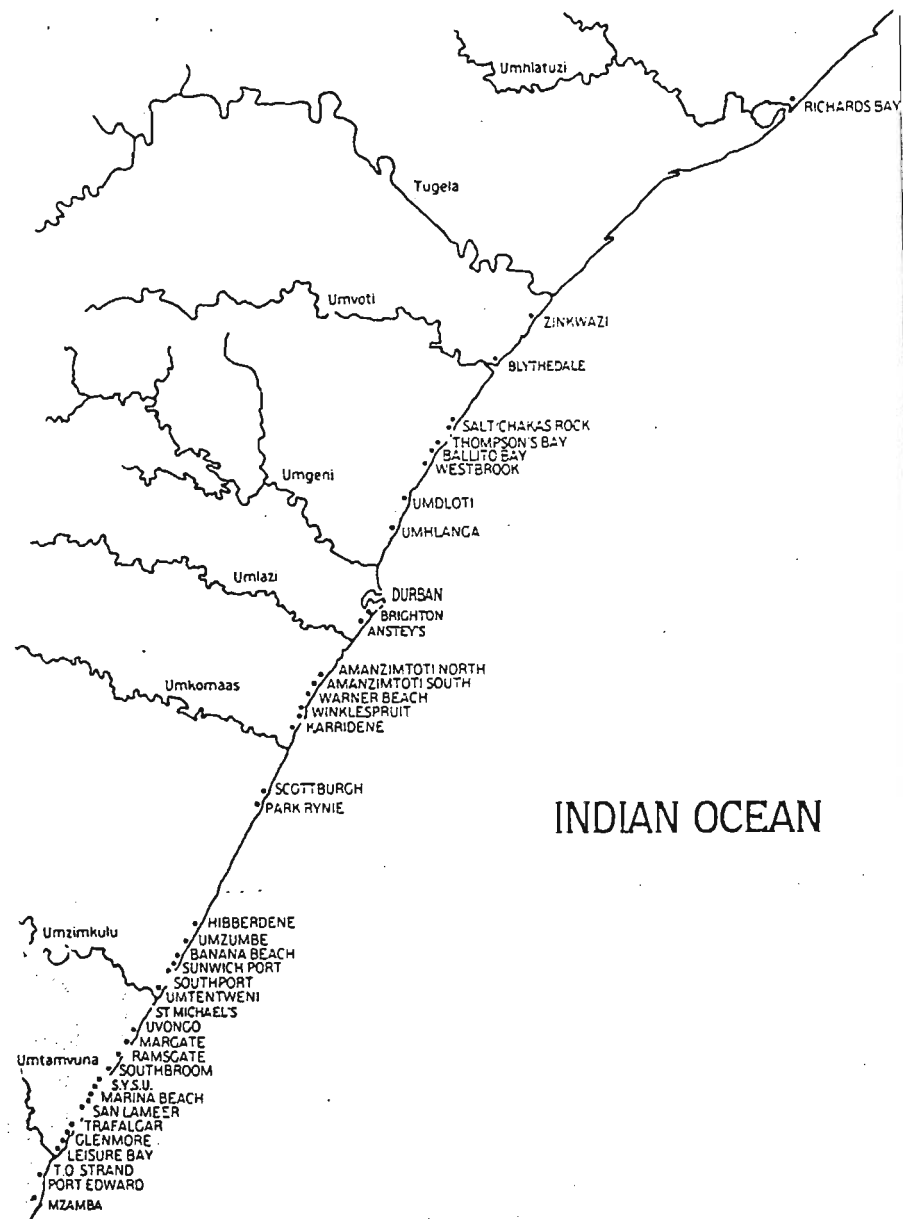 Umhlatuzi
RICHARDS BAY
Tugela
Umvoti
ZINKWAZI
BLYTHEDALE
SALT CHAKAS ROCK
THOMPSON'S BAY
BALLITO BAY
WESTBROOK
Umgeni
UMDLOTI
UMHLANGA
Umlazi
DURBAN
BRIGHTON
ANSTEY'S
Umkomaas
AMANZIMTOTI NORTH
AMANZIMTOTI SOUTH
WARNER BEACH
WINKLESPRUIT
KARRIDENE
SCOTTBURGH
PARK RYNIE
INDIAN OCEAN
HIBBERDENE
Umzimkulu
UMZUMBE
BANANA BEACH
SUNWICH PORT
SOUTHPORT
UMTENTWENI
ST MICHAEL'S
UVONGO
MARGATE
Umtamvuna
RAMSGATE
SOUTHBROOM
S.Y.S.U.
MARINA BEACH
SAN LAMEER
TRAFALGAR
GLENMORE
LEISURE BAY
T.O STRAND
PORT EDWARD
MZAMBA